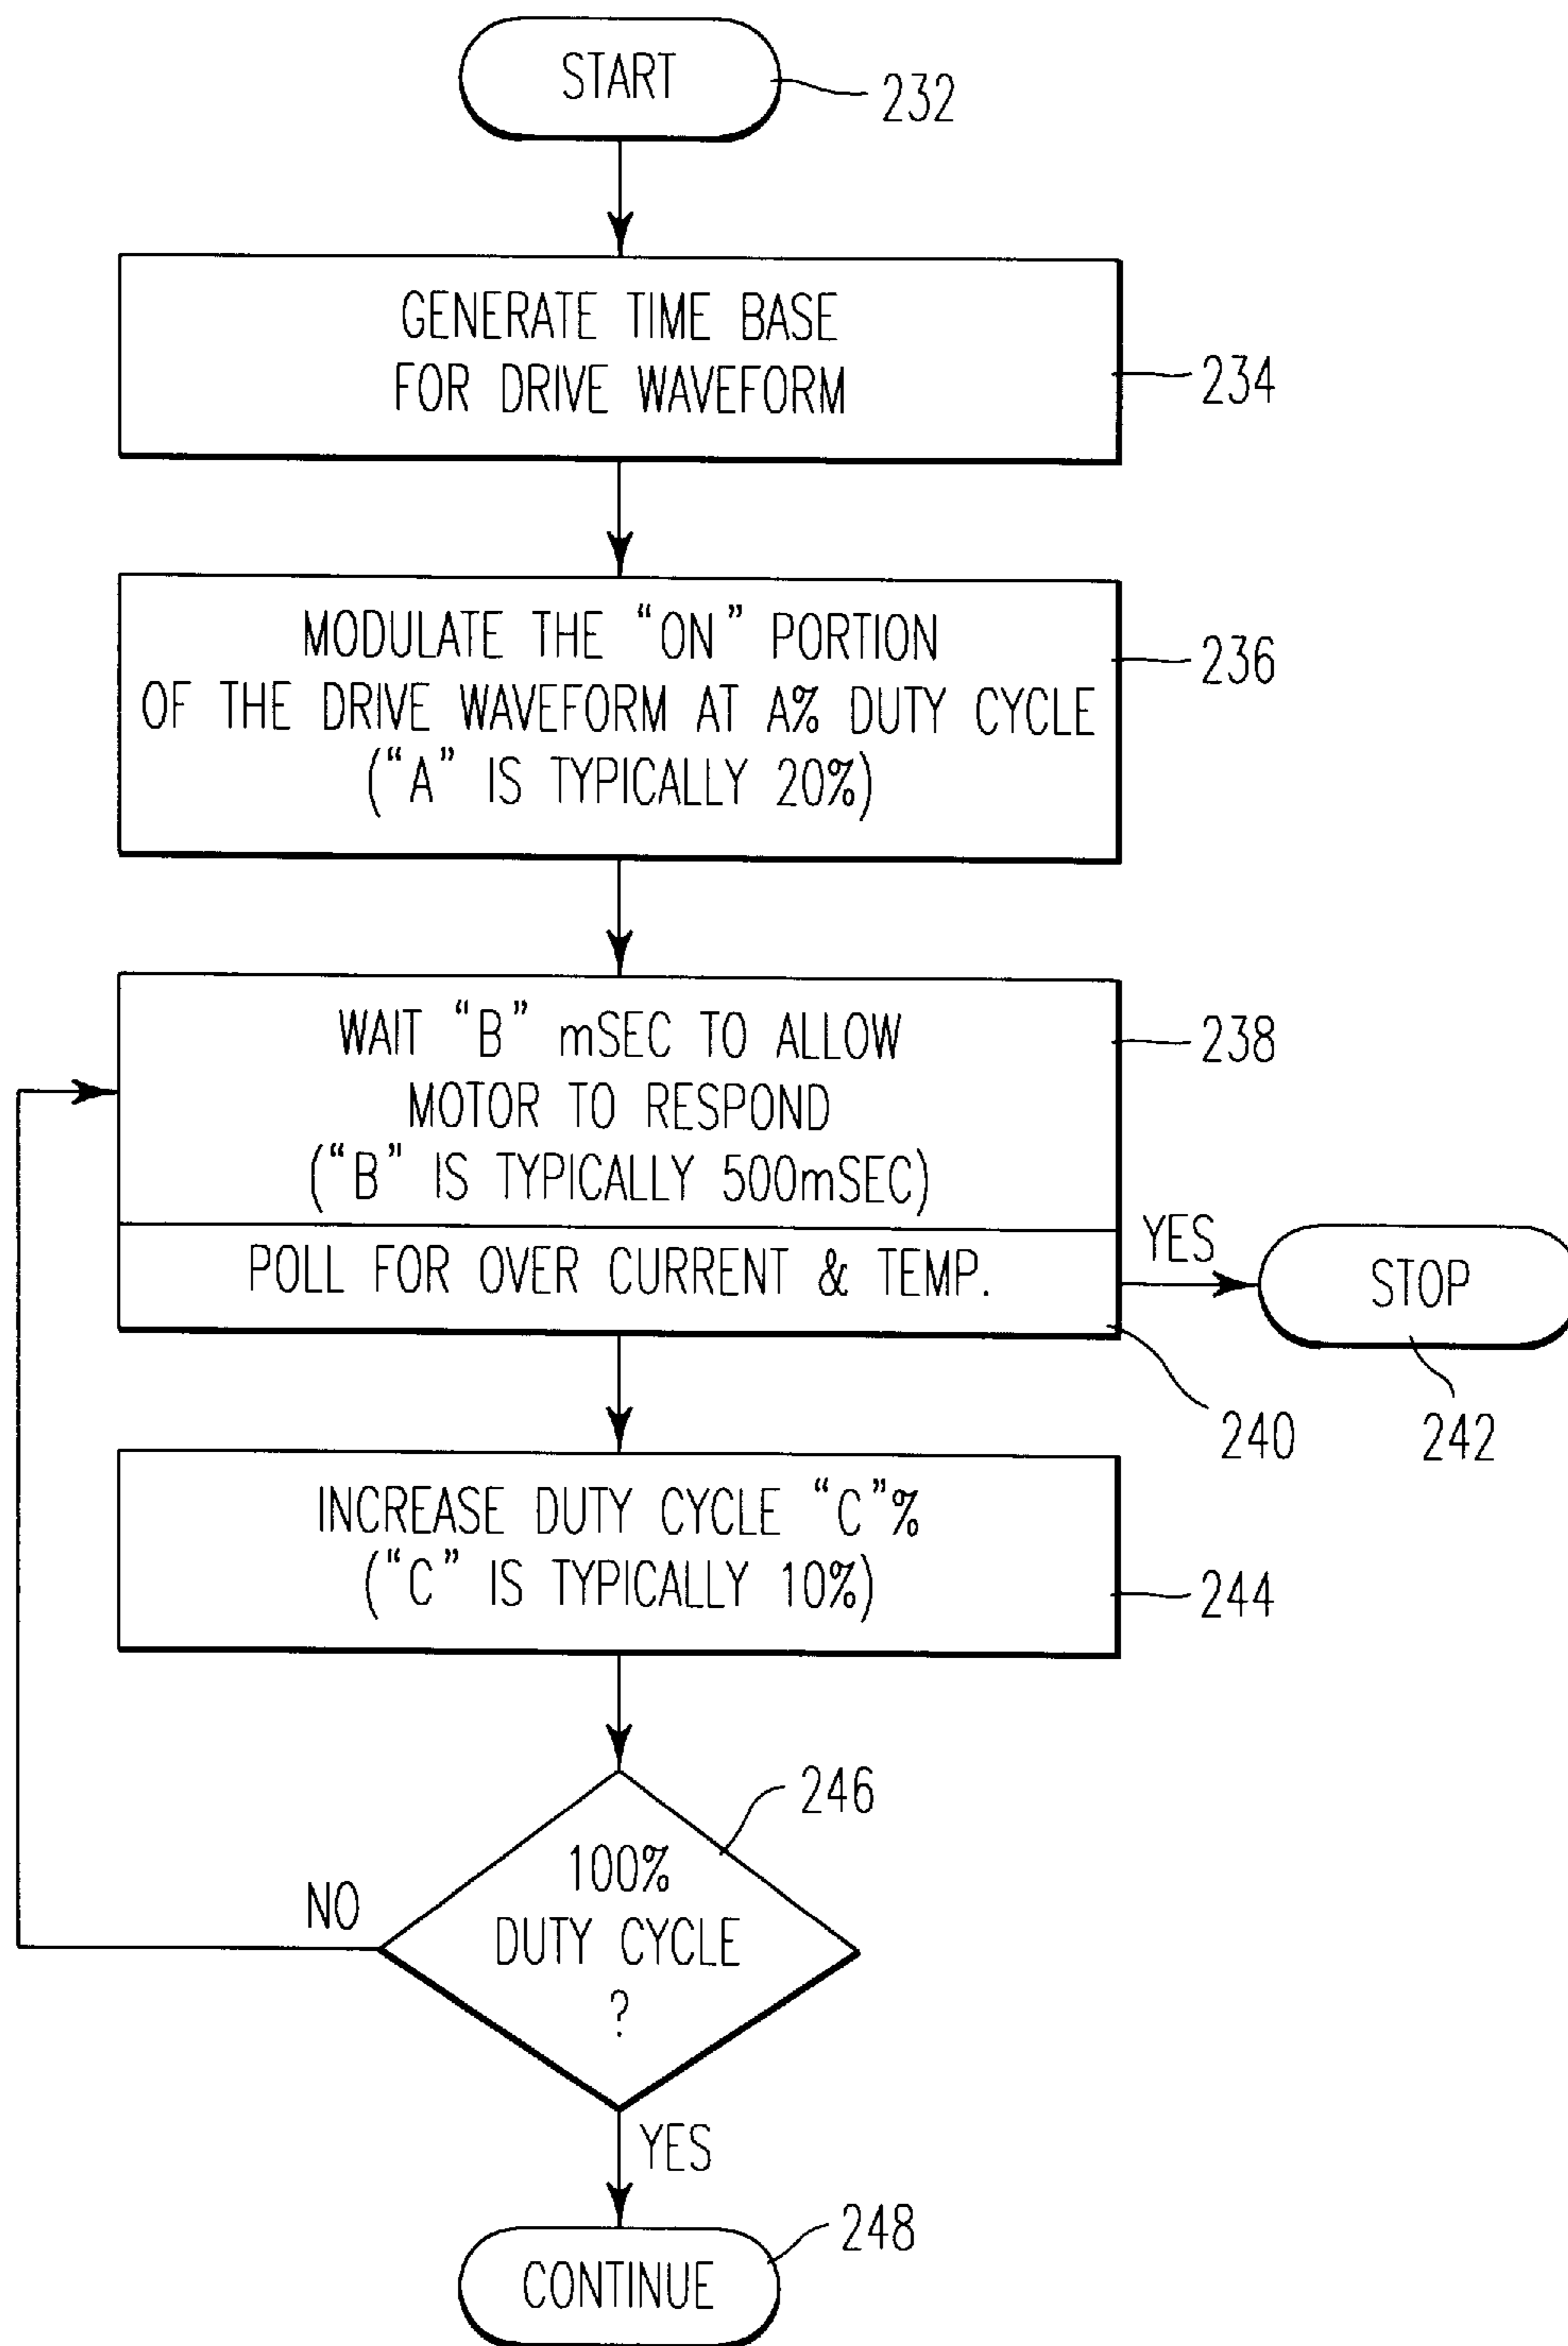 START
232
GENERATE TIME BASE
FOR DRIVE WAVEFORM
234
MODULATE THE “ON” PORTION
OF THE DRIVE WAVEFORM AT A% DUTY CYCLE
(“A” IS TYPICALLY 20%)
236
WAIT “B” mSEC TO ALLOW
MOTOR TO RESPOND
(“B” IS TYPICALLY 500mSEC)
238
POLL FOR OVER CURRENT & TEMP.
240
YES
STOP
242
INCREASE DUTY CYCLE “C”%
(“C” IS TYPICALLY 10%)
244
100%
DUTY CYCLE
?
246
NO
YES
CONTINUE
248